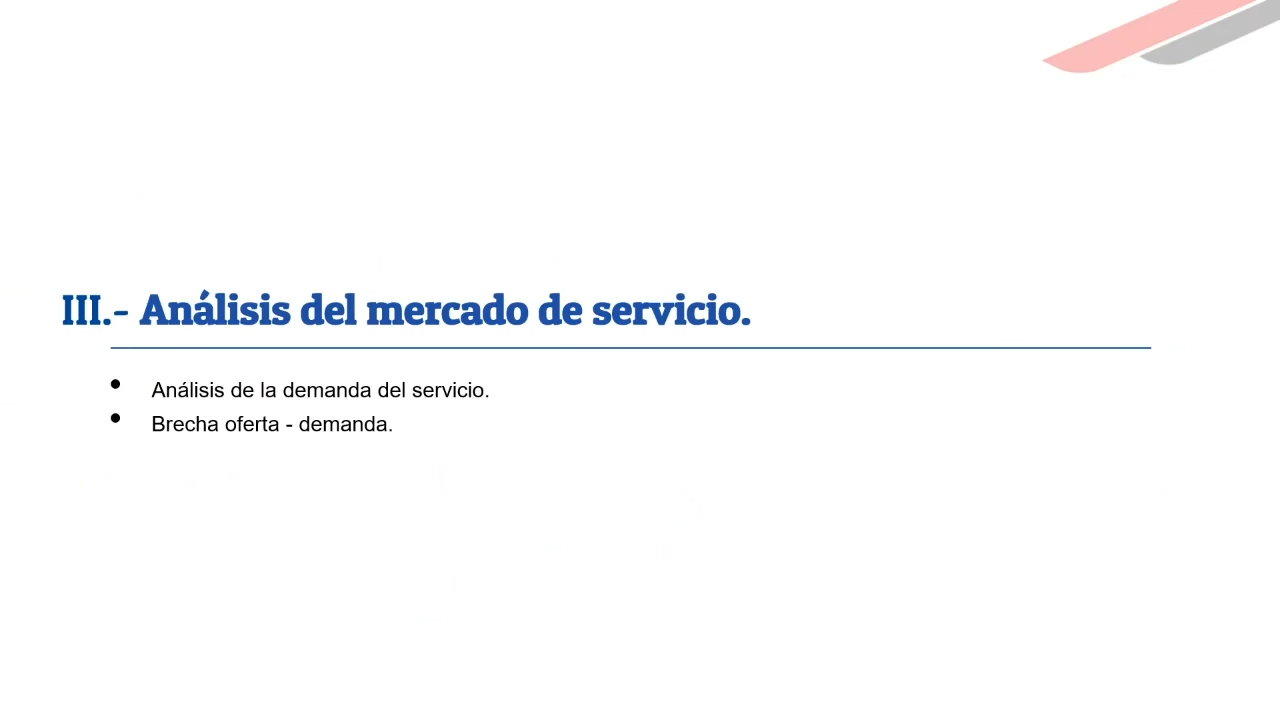 III.- Análisis del mercado de servicio.
• Análisis de la demanda del servicio.
• Brecha oferta - demanda.